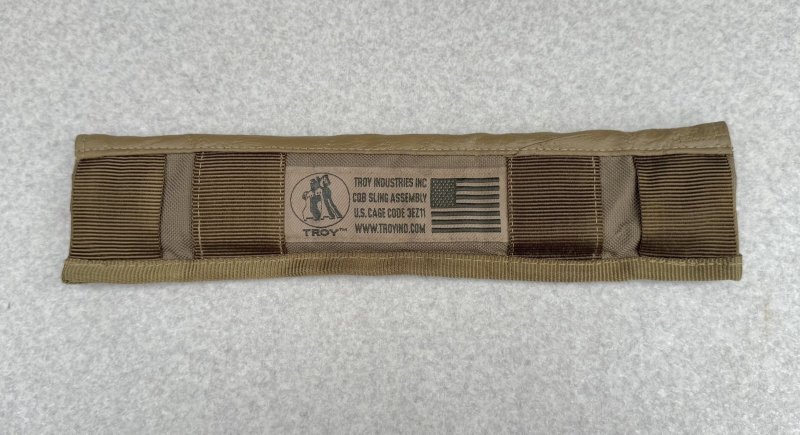 TROY™
TROY INDUSTRIES INC
CQB SLING ASSEMBLY
U.S. CAGE CODE 3EZ11
WWW.TROYIND.COM